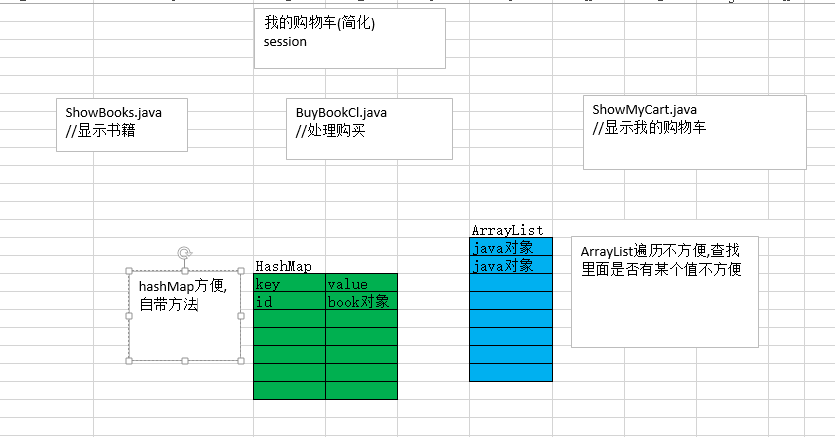 我的购物车(简化)
session
ShowBooks.java
//显示书籍
BuyBookCl.java
//处理购买
ShowMyCart.java
//显示我的购物车
ArrayList
java对象
java对象
ArrayList遍历不方便,查找
里面是否有某个值不方便
hashMap方便,
自带方法
HashMap
key value
id book对象